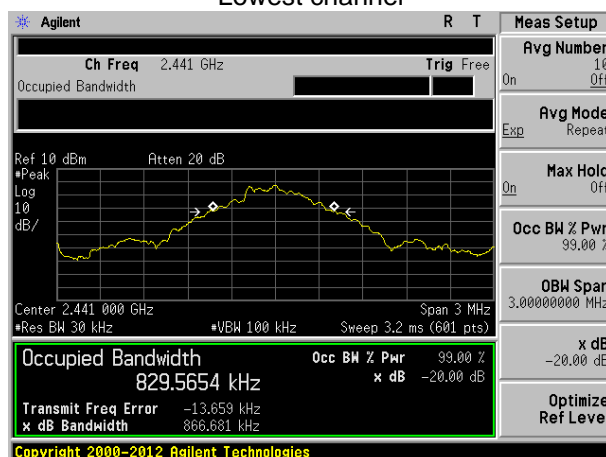 Lowest channel
Agilent R T Meas Setup
Ch Freq 2.441 GHz Trig Free
Occupied Bandwidth
Avg Number
10
On Off
Avg Mode
Exp Repeat
Max Hold
On Off
Occ BW % Pwr
99.00 %
OBW Span
3.00000000 MHz
x dB
-20.00 dB
Optimize
Ref Level
Ref 10 dBm Atten 20 dB
#Peak
Log
10
dB/
Center 2.441 000 GHz Span 3 MHz
#Res BW 30 kHz #VBW 100 kHz Sweep 3.2 ms (601 pts)
Occupied Bandwidth Occ BW % Pwr 99.00 %
829.5654 kHz x dB -20.00 dB
Transmit Freq Error -13.659 kHz
x dB Bandwidth 866.681 kHz
Copyright 2000-2012 Agilent Technologies